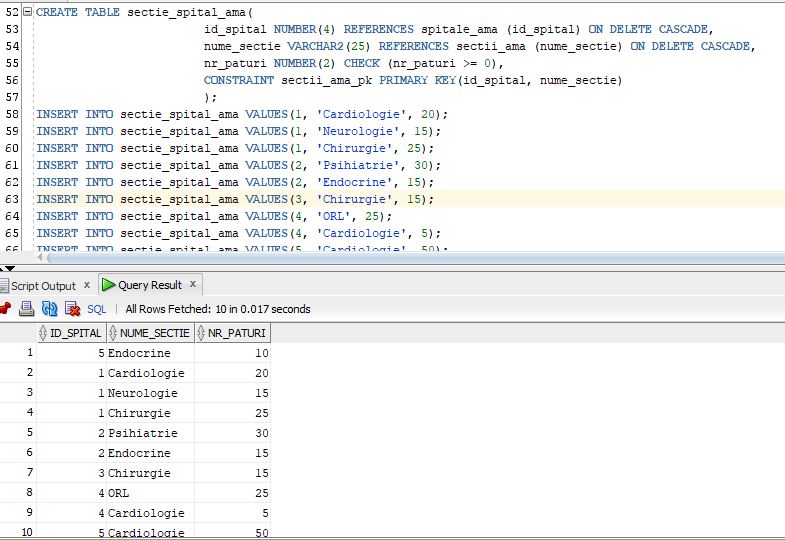 52 CREATE TABLE sectie_spital_ama(
53 id_spital NUMBER(4) REFERENCES spitale_ama (id_spital) ON DELETE CASCADE,
54 nume_sectie VARCHAR2(25) REFERENCES sectii_ama (nume_sectie) ON DELETE CASCADE,
55 nr_paturi NUMBER(2) CHECK (nr_paturi >= 0),
56 CONSTRAINT sectii_ama_pk PRIMARY KEY(id_spital, nume_sectie)
57 );
58 INSERT INTO sectie_spital_ama VALUES(1, 'Cardiologie', 20);
59 INSERT INTO sectie_spital_ama VALUES(1, 'Neurologie', 15);
60 INSERT INTO sectie_spital_ama VALUES(1, 'Chirurgie', 25);
61 INSERT INTO sectie_spital_ama VALUES(2, 'Psihiatrie', 30);
62 INSERT INTO sectie_spital_ama VALUES(2, 'Endocrine', 15);
63 INSERT INTO sectie_spital_ama VALUES(3, 'Chirurgie', 15);
64 INSERT INTO sectie_spital_ama VALUES(4, 'ORL', 25);
65 INSERT INTO sectie_spital_ama VALUES(4, 'Cardiologie', 5);
66 INSERT INTO sectie_spital_ama VALUES(5, 'Cardiologie', 50);
Script Output x Query Result x
SQL | All Rows Fetched: 10 in 0.017 seconds
ID_SPITAL NUME_SECTIE NR_PATURI
1 5 Endocrine 10
2 1 Cardiologie 20
3 1 Neurologie 15
4 1 Chirurgie 25
5 2 Psihiatrie 30
6 2 Endocrine 15
7 3 Chirurgie 15
8 4 ORL 25
9 4 Cardiologie 5
10 5 Cardiologie 50